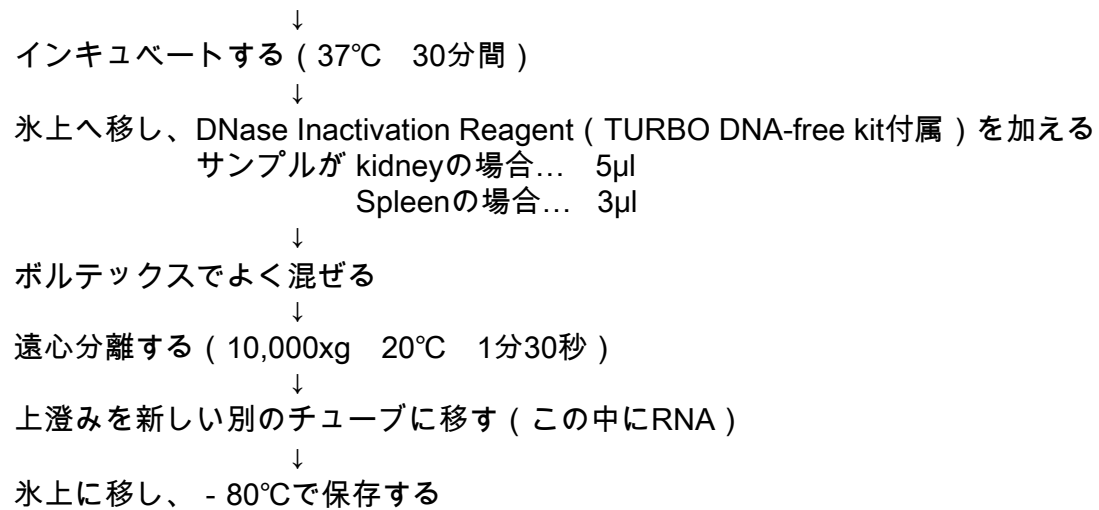 ↓
インキュベートする(37℃　30分間)
↓
氷上へ移し、DNase Inactivation Reagent(TURBO DNA-free kit付属)を加える
サンプルが kidneyの場合…　5μl
Spleenの場合…　3μl
↓
ボルテックスでよく混ぜる
↓
遠心分離する(10,000xg　20℃　1分30秒)
↓
上澄みを新しい別のチューブに移す(この中にRNA)
↓
氷上に移し、 - 80℃で保存する